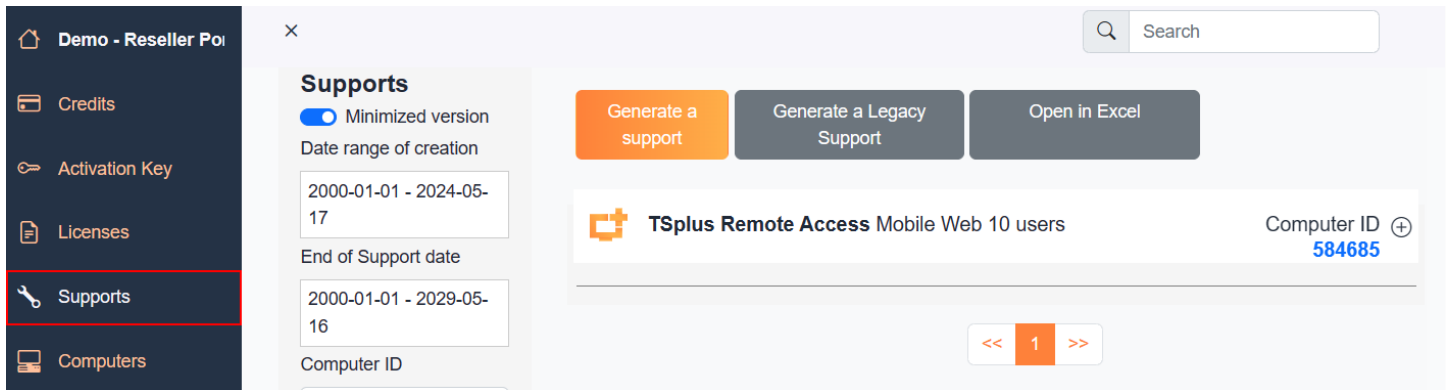 Demo - Reseller Por
Credits
Activation Key
Licenses
Supports
Computers
×
Search
Supports
Minimized version
Date range of creation
2000-01-01 - 2024-05-
17
End of Support date
2000-01-01 - 2029-05-
16
Computer ID
Generate a
support
Generate a Legacy
Support
Open in Excel
TSplus Remote Access Mobile Web 10 users
Computer ID
584685
<< 1 >>